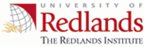 UNIVERSITY OF
Redlands
THE REDLANDS INSTITUTE